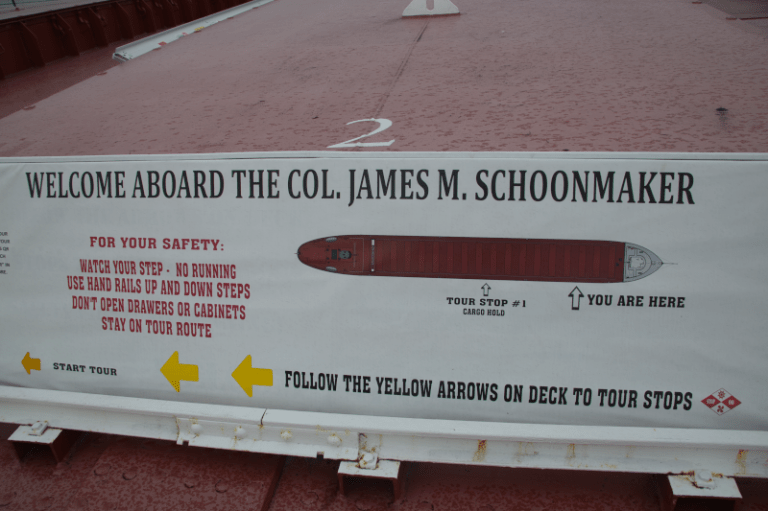 2
WELCOME ABOARD THE COL. JAMES M. SCHOONMAKER
FOR YOUR SAFETY:
WATCH YOUR STEP - NO RUNNING
USE HAND RAILS UP AND DOWN STEPS
DON'T OPEN DRAWERS OR CABINETS
STAY ON TOUR ROUTE
TOUR STOP #1
CARGO HOLD
YOU ARE HERE
START TOUR
FOLLOW THE YELLOW ARROWS ON DECK TO TOUR STOPS